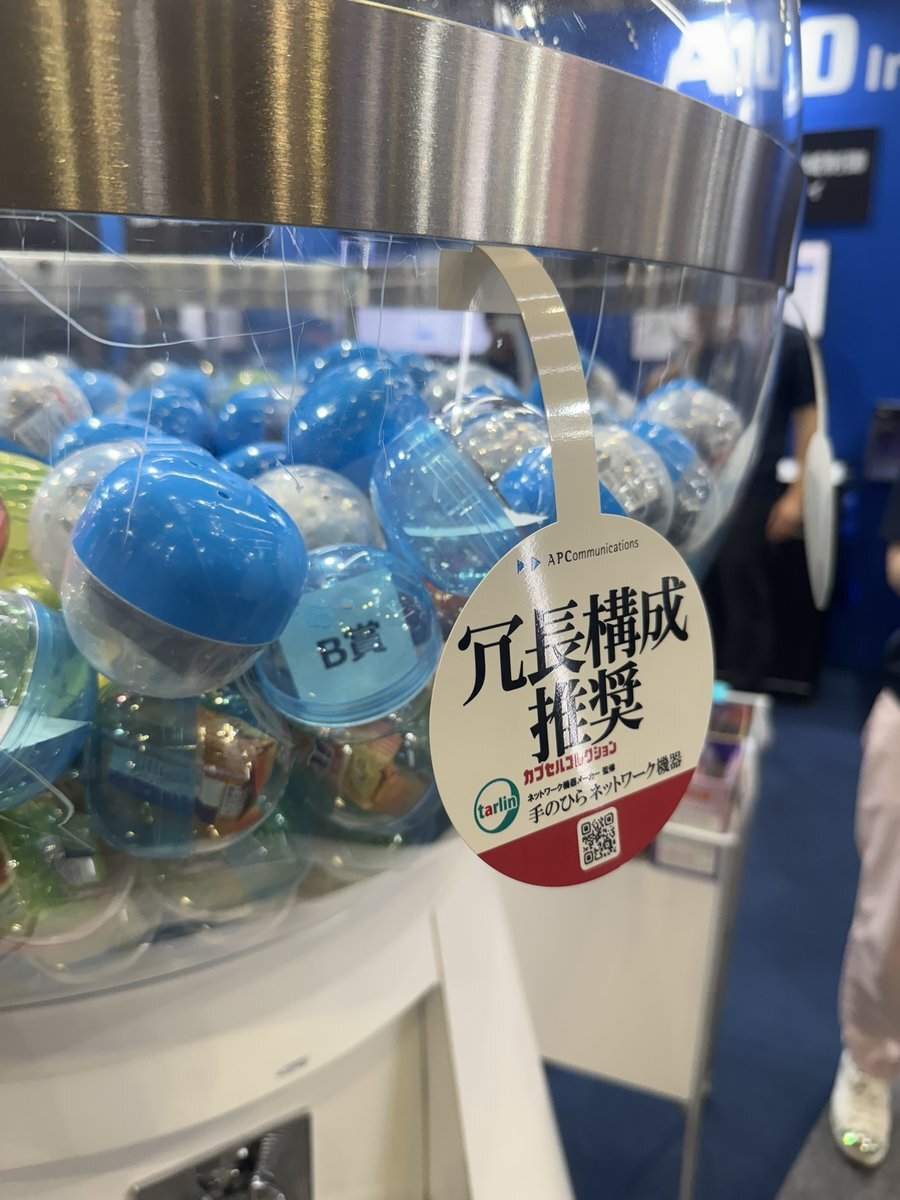 A10
APCommunications
冗長構成
推奨
カプセルコレクション
tarlin
ネットワーク機器メーカー 監修
手のひらネットワーク機器
B賞